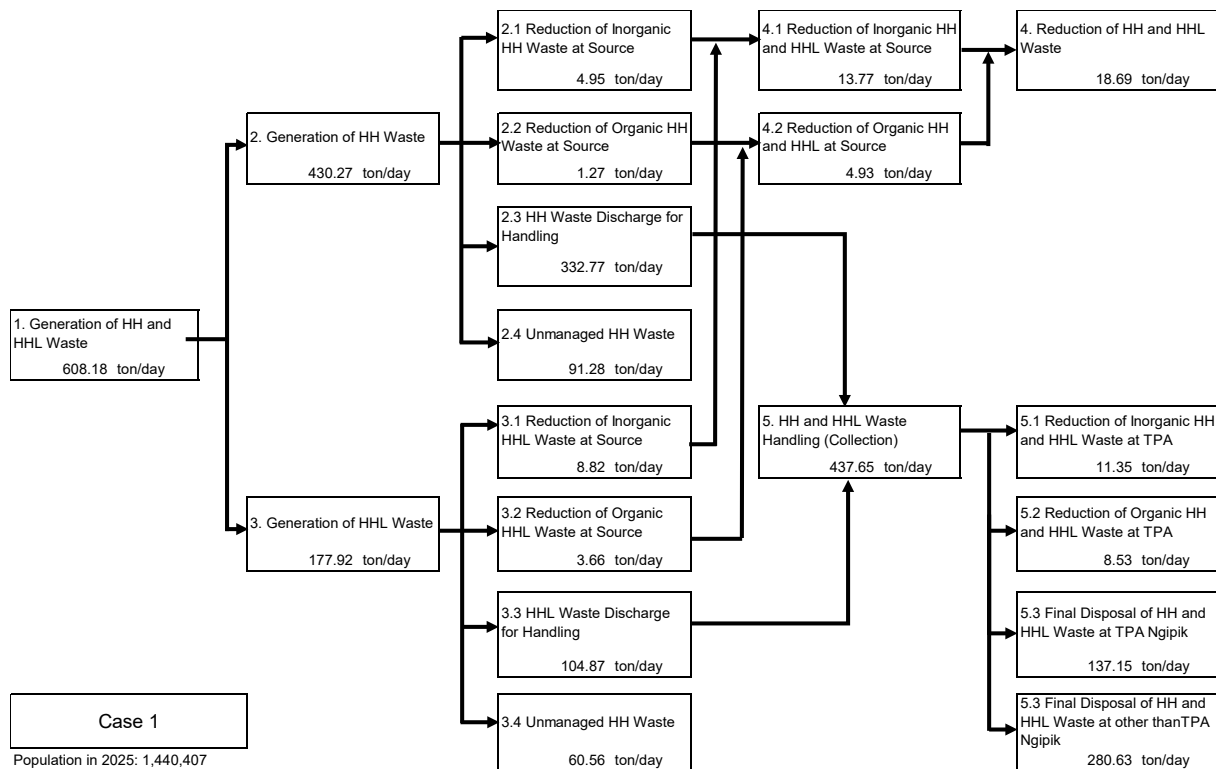 2.1 Reduction of Inorganic
HH Waste at Source
4.95 ton/day
4.1 Reduction of Inorganic HH
and HHL Waste at Source
13.77 ton/day
4. Reduction of HH and HHL
Waste
18.69 ton/day
2. Generation of HH Waste
430.27 ton/day
2.2 Reduction of Organic HH
Waste at Source
1.27 ton/day
4.2 Reduction of Organic HH
and HHL at Source
4.93 ton/day
2.3 HH Waste Discharge for
Handling
332.77 ton/day
1. Generation of HH and
HHL Waste
608.18 ton/day
2.4 Unmanaged HH Waste
91.28 ton/day
3.1 Reduction of Inorganic
HHL Waste at Source
8.82 ton/day
5. HH and HHL Waste
Handling (Collection)
437.65 ton/day
5.1 Reduction of Inorganic HH
and HHL Waste at TPA
11.35 ton/day
3. Generation of HHL Waste
177.92 ton/day
3.2 Reduction of Organic
HHL Waste at Source
3.66 ton/day
5.2 Reduction of Organic HH
and HHL Waste at TPA
8.53 ton/day
3.3 HHL Waste Discharge
for Handling
104.87 ton/day
5.3 Final Disposal of HH and
HHL Waste at TPA Ngipik
137.15 ton/day
Case 1
3.4 Unmanaged HH Waste
60.56 ton/day
5.3 Final Disposal of HH and
HHL Waste at other thanTPA
Ngipik
280.63 ton/day
Population in 2025: 1,440,407